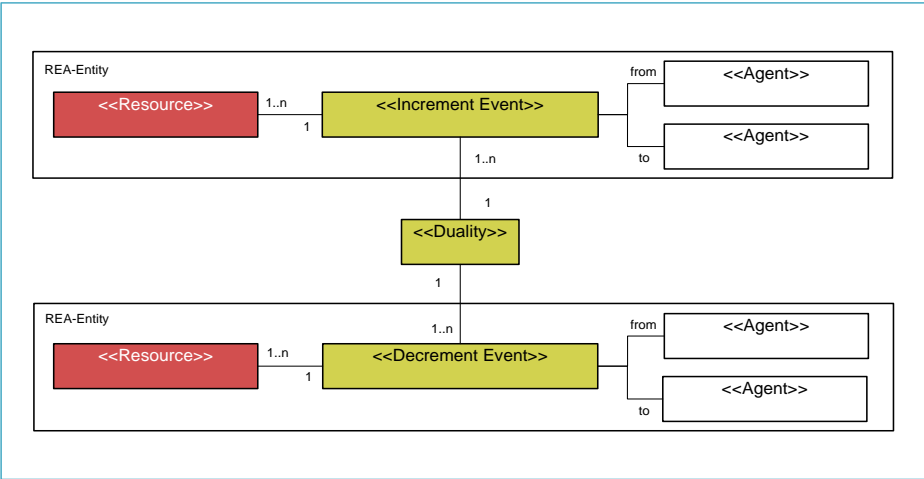 REA-Entity
<<Resource>>
1..n
1
<<Increment Event>>
from
<<Agent>>
to
<<Agent>>
1..n
1
<<Duality>>
1
1..n
REA-Entity
<<Resource>>
1..n
1
<<Decrement Event>>
from
<<Agent>>
to
<<Agent>>